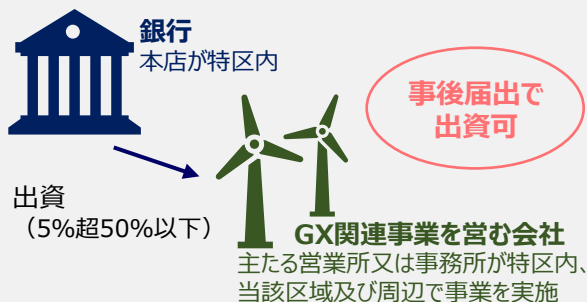 銀行
本店が特区内
事後届出で
出資可
出資
（5%超50%以下）
GX関連事業を営む会社
主たる営業所又は事務所が特区内、
当該区域及び周辺で事業を実施